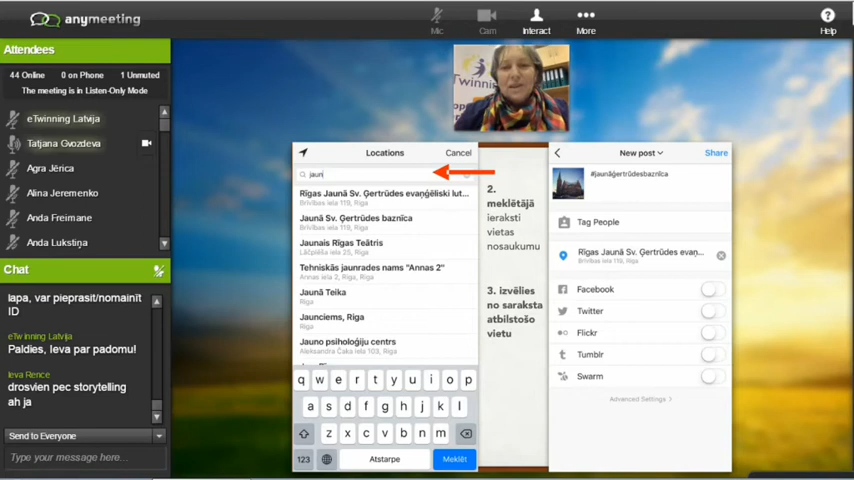 anymeeting
Mic
Cam
Interact
More
Help
Attendees
44 Online
0 on Phone
1 Unmuted
The meeting is in Listen-Only Mode
eTwinning Latvija
Tatjana Gvozdeva
Agra Jērica
Alina Jeremenko
Anda Freimane
Anda Lukstiņa
Chat
lapa, var pieprasit/nomainīt
ID
eTwinning Latvija
Paldies, Ieva par padomu!
Ieva Rence
drosvien pec storytelling
ah ja
Send to Everyone
Type your message here...
Twinnin
Locations
Cancel
jaun
Rīgas Jaunā Sv. Ģertrūdes evaņģēliski lut...
Brīvības iela 119, Riga
Jaunā Sv. Ģertrūdes baznīca
Brīvības iela 119, Rīga
Jaunais Rīgas Teātris
Lāčplēša iela 25, Riga
Tehniskās jaunrades nams "Annas 2"
Annas iela 2, Rīga, Riga
Jaunā Teika
Riga
Jaunciems, Riga
Riga
Jauno psiholoģiju centrs
Aleksandra Čaka iela 103, Riga
q w e r t y u i o p
a s d f g h j k l
z x c v b n m
123
Atstarpe
Meklēt
2.
meklētājā
ieraksti
vietas
nosaukumu
3. izvēlies
no saraksta
atbilstošo
vietu
New post
Share
#jaunāģertrūdesbaznīca
Tag People
Rīgas Jaunā Sv. Ģertrūdes evaņ...
Brīvības iela 119, Riga
Facebook
Twitter
Flickr
Tumblr
Swarm
Advanced Settings